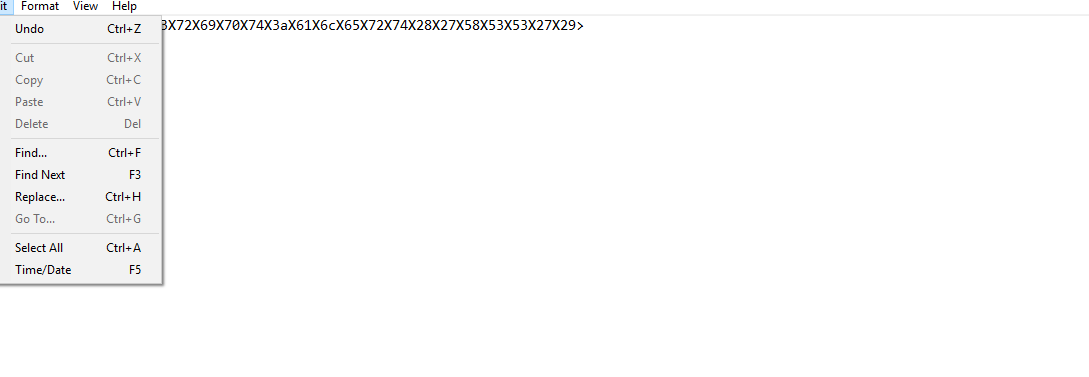 it Format View Help
3X72X69X70X74X3aX61X6cX65X72X74X28X27X58X53X53X27X29>
Undo Ctrl+Z
Cut Ctrl+X
Copy Ctrl+C
Paste Ctrl+V
Delete Del
Find... Ctrl+F
Find Next F3
Replace... Ctrl+H
Go To... Ctrl+G
Select All Ctrl+A
Time/Date F5